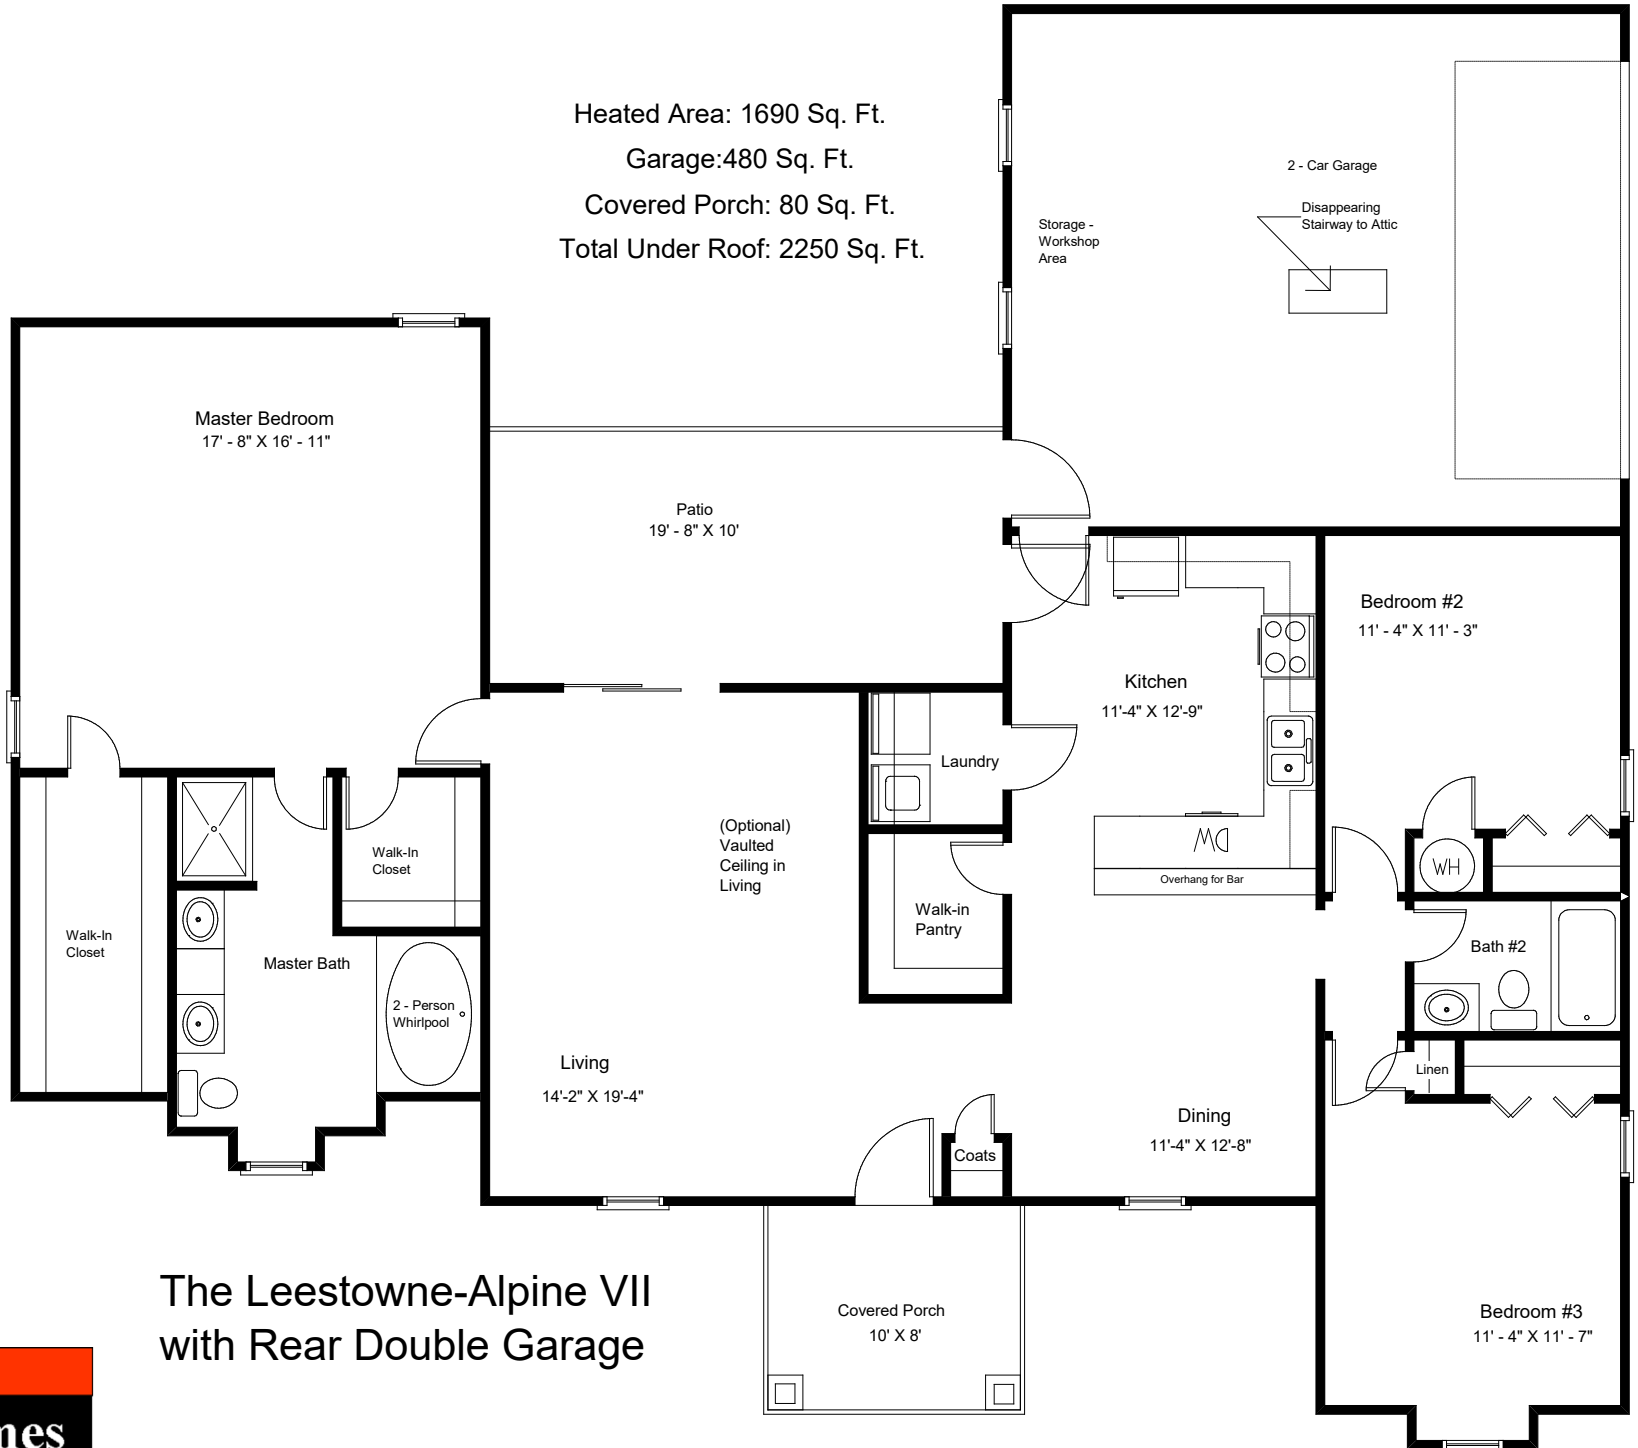 Heated Area: 1690 Sq. Ft.
Garage:480 Sq. Ft.
Covered Porch: 80 Sq. Ft.
Total Under Roof: 2250 Sq. Ft.
2 - Car Garage
Disappearing
Stairway to Attic
Storage -
Workshop
Area
Master Bedroom
17' - 8" X 16' - 11"
Patio
19' - 8" X 10'
Bedroom #2
11' - 4" X 11' - 3"
Kitchen
11'-4" X 12'-9"
Laundry
(Optional)
Vaulted
Ceiling in
Living
Walk-In
Closet
DW
Overhang for Bar
WH
Walk-in
Pantry
Walk-In
Closet
Master Bath
Bath #2
2 - Person
Whirlpool
Living
14'-2" X 19'-4"
Linen
Dining
11'-4" X 12'-8"
Coats
The Leestowne-Alpine VII
with Rear Double Garage
Covered Porch
10' X 8'
Bedroom #3
11' - 4" X 11' - 7"